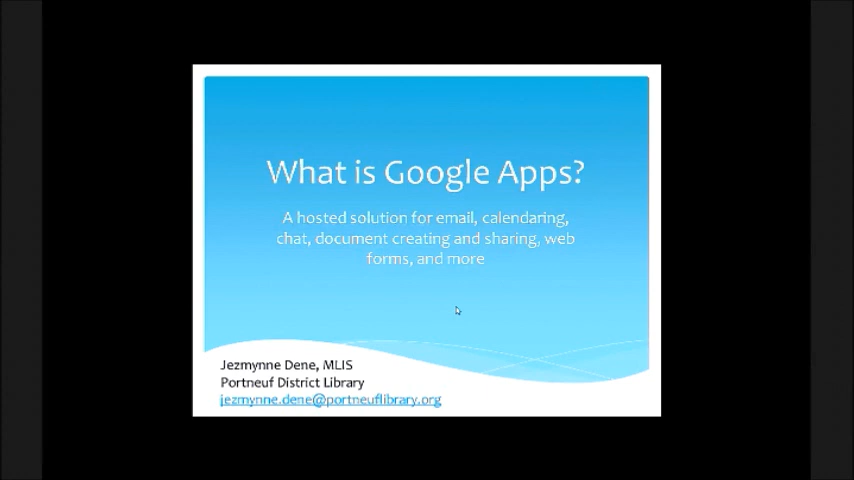 What is Google Apps?
A hosted solution for email, calendaring,
chat, document creating and sharing, web
forms, and more
Jezmynne Dene, MLIS
Portneuf District Library
jezmynne.dene@portneuflibrary.org